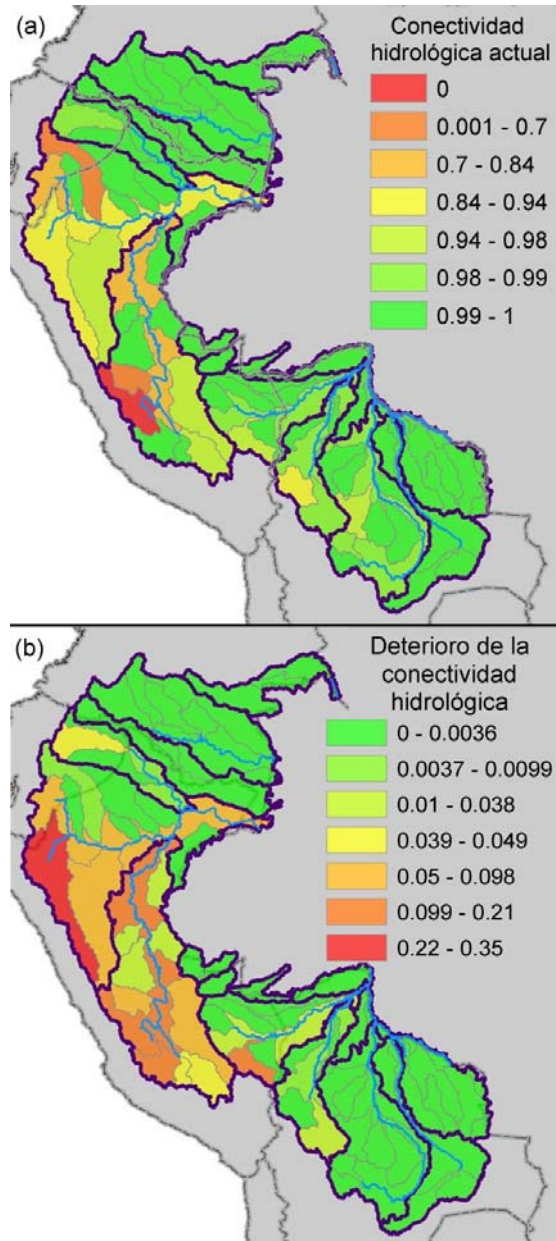 (a)
Conectividad
hidrológica actual
0
0.001 - 0.7
0.7 - 0.84
0.84 - 0.94
0.94 - 0.98
0.98 - 0.99
0.99 - 1
(b)
Deterioro de la
conectividad
hidrológica
0 - 0.0036
0.0037 - 0.0099
0.01 - 0.038
0.039 - 0.049
0.05 - 0.098
0.099 - 0.21
0.22 - 0.35